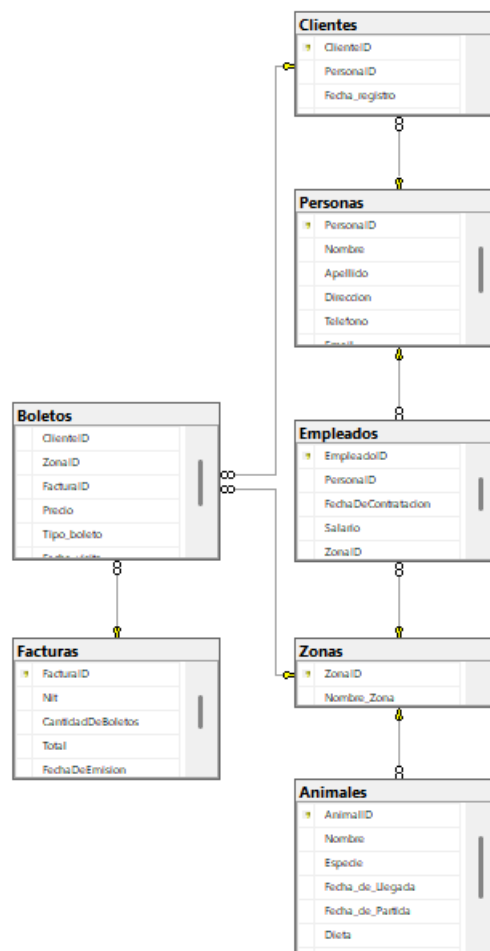 Clientes
ClienteID
PersonaID
Fecha_registro
Personas
PersonaID
Nombre
Apellido
Direccion
Telefono
Email
Boletos
ClienteID
ZonaID
FacturaID
Precio
Tipo_boleto
Fecha_visita
Empleados
EmpleadoID
PersonaID
FechaDeContratacion
Salario
ZonaID
Facturas
FacturaID
Nit
CantidadDeBoletos
Total
FechaDeEmision
Zonas
ZonaID
Nombre_Zona
Animales
AnimalID
Nombre
Especie
Fecha_de_Llegada
Fecha_de_Partida
Dieta